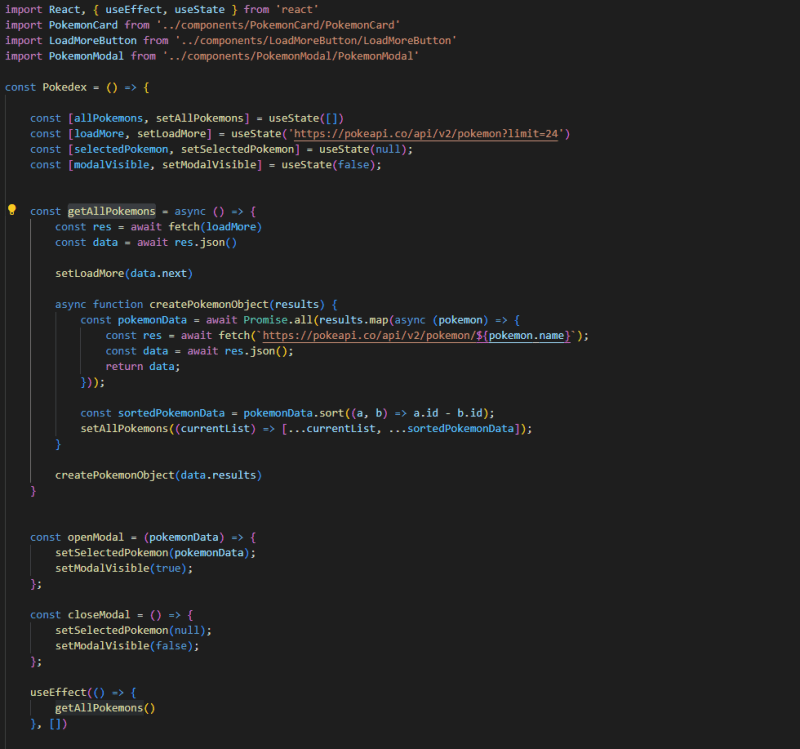 import React, { useEffect, useState } from 'react'
import PokemonCard from '../components/PokemonCard/PokemonCard'
import LoadMoreButton from '../components/LoadMoreButton/LoadMoreButton'
import PokemonModal from '../components/PokemonModal/PokemonModal'

const Pokedex = () => {

    const [allPokemons, setAllPokemons] = useState([])
    const [loadMore, setLoadMore] = useState('https://pokeapi.co/api/v2/pokemon?limit=24')
    const [selectedPokemon, setSelectedPokemon] = useState(null);
    const [modalVisible, setModalVisible] = useState(false);


    const getAllPokemons = async () => {
        const res = await fetch(loadMore)
        const data = await res.json()

        setLoadMore(data.next)

        async function createPokemonObject(results) {
            const pokemonData = await Promise.all(results.map(async (pokemon) => {
                const res = await fetch(`https://pokeapi.co/api/v2/pokemon/${pokemon.name}`);
                const data = await res.json();
                return data;
            }));

            const sortedPokemonData = pokemonData.sort((a, b) => a.id - b.id);
            setAllPokemons((currentList) => [...currentList, ...sortedPokemonData]);
        }

        createPokemonObject(data.results)
    }


    const openModal = (pokemonData) => {
        setSelectedPokemon(pokemonData);
        setModalVisible(true);
    };

    const closeModal = () => {
        setSelectedPokemon(null);
        setModalVisible(false);
    };

    useEffect(() => {
        getAllPokemons()
    }, [])